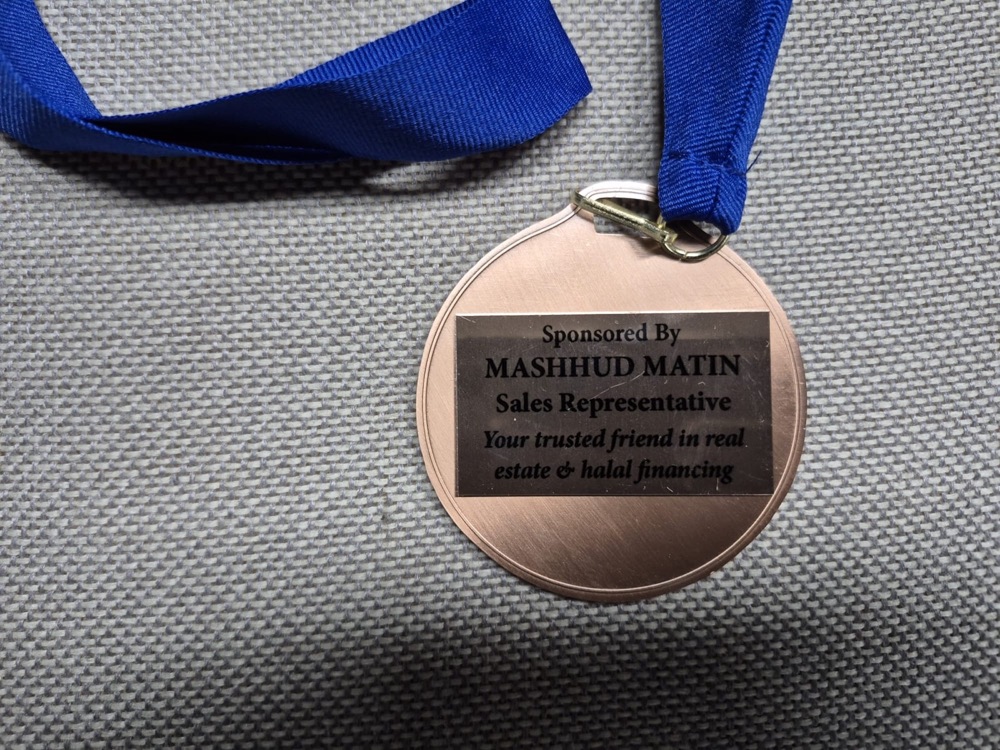 Sponsored By
MASHHUD MATIN
Sales Representative
Your trusted friend in real
estate & halal financing